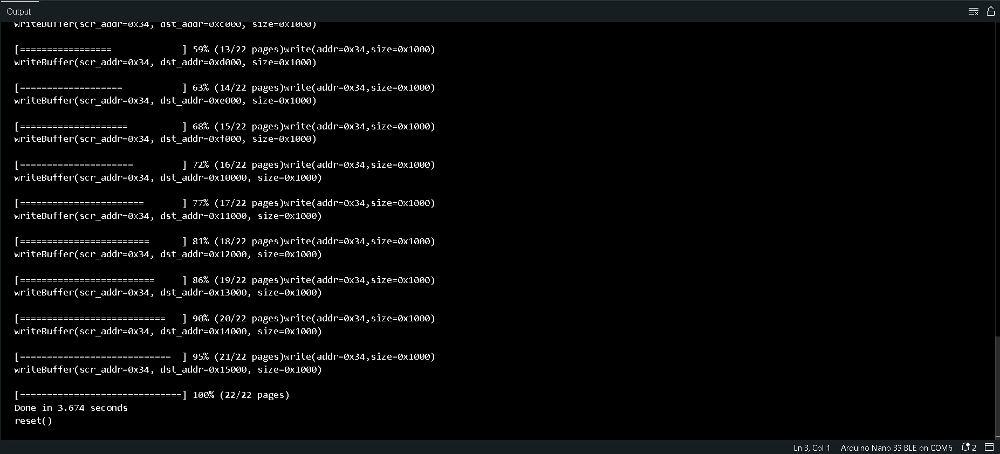 Output
writeBuffer(scr_addr=0x34, dst_addr=0xc000, size=0x1000)
[=================             ] 59% (13/22 pages)write(addr=0x34,size=0x1000)
writeBuffer(scr_addr=0x34, dst_addr=0xd000, size=0x1000)
[===================           ] 63% (14/22 pages)write(addr=0x34,size=0x1000)
writeBuffer(scr_addr=0x34, dst_addr=0xe000, size=0x1000)
[====================          ] 68% (15/22 pages)write(addr=0x34,size=0x1000)
writeBuffer(scr_addr=0x34, dst_addr=0xf000, size=0x1000)
[=====================         ] 72% (16/22 pages)write(addr=0x34,size=0x1000)
writeBuffer(scr_addr=0x34, dst_addr=0x10000, size=0x1000)
[=======================       ] 77% (17/22 pages)write(addr=0x34,size=0x1000)
writeBuffer(scr_addr=0x34, dst_addr=0x11000, size=0x1000)
[========================      ] 81% (18/22 pages)write(addr=0x34,size=0x1000)
writeBuffer(scr_addr=0x34, dst_addr=0x12000, size=0x1000)
[=========================     ] 86% (19/22 pages)write(addr=0x34,size=0x1000)
writeBuffer(scr_addr=0x34, dst_addr=0x13000, size=0x1000)
[===========================   ] 90% (20/22 pages)write(addr=0x34,size=0x1000)
writeBuffer(scr_addr=0x34, dst_addr=0x14000, size=0x1000)
[============================  ] 95% (21/22 pages)write(addr=0x34,size=0x1000)
writeBuffer(scr_addr=0x34, dst_addr=0x15000, size=0x1000)
[==============================] 100% (22/22 pages)
Done in 3.674 seconds
reset()
Ln 3, Col 1 Arduino Nano 33 BLE on COM6 2